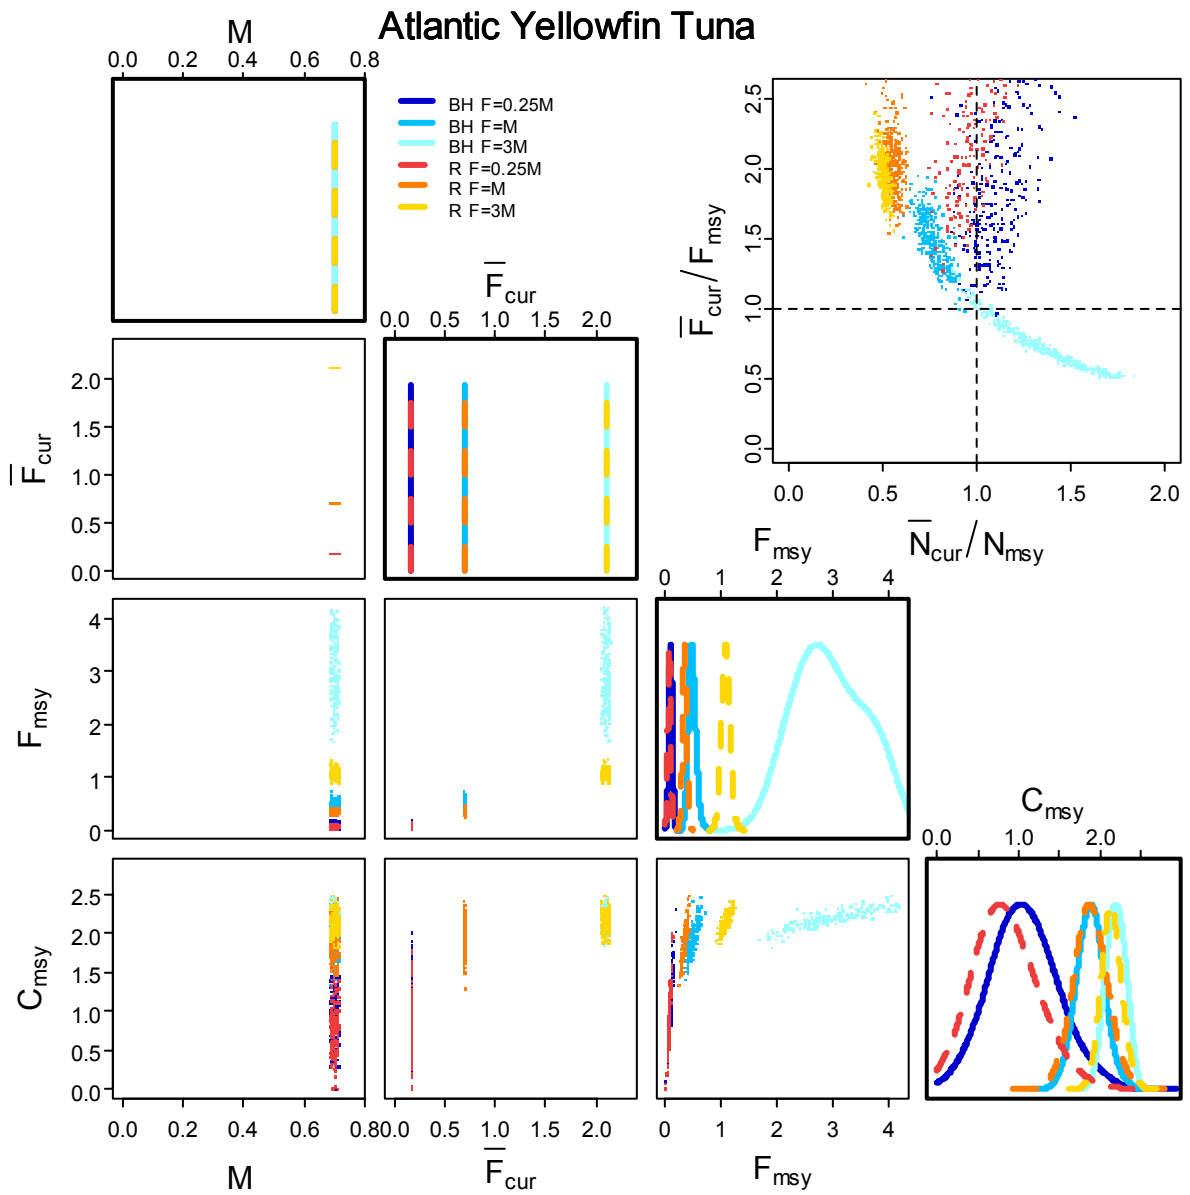 Atlantic Yellowfin Tuna
M
0.0 0.2 0.4 0.6 0.8
BH F=0.25M
BH F=M
BH F=3M
R F=0.25M
R F=M
R F=3M
F̅cur / Fmsy
0.0 0.5 1.0 1.5 2.0 2.5
0.0 0.5 1.0 1.5 2.0
N̅cur / Nmsy
F̅cur
0.0 1.0 1.5 2.0
F̅cur
0.0 0.5 1.0 1.5 2.0
Fmsy
0 1 2 3 4
Fmsy
0 1 2 3 4
Cmsy
0.0 1.0 2.0
Cmsy
0.0 0.5 1.0 1.5 2.0 2.5
0.0 0.2 0.4 0.6 0.8
M
0.0 0.5 1.0 1.5 2.0
F̅cur
0 1 2 3 4
Fmsy